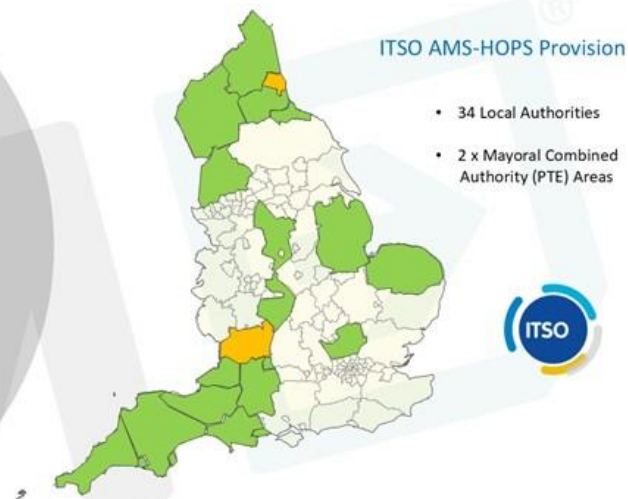 ITSO AMS-HOPS Provision
• 34 Local Authorities
• 2 x Mayoral Combined
Authority (PTE) Areas
ITSO
®